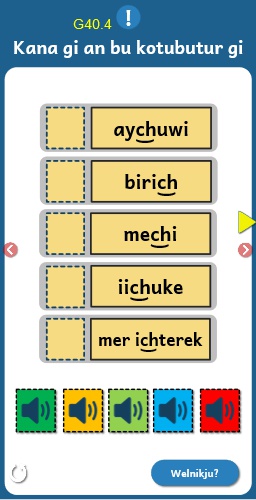 G40.4
!
Kana gi an bu kotubutur gi
aychuwi
birich
mechi
iichuke
mer ichterek
Welnikju?